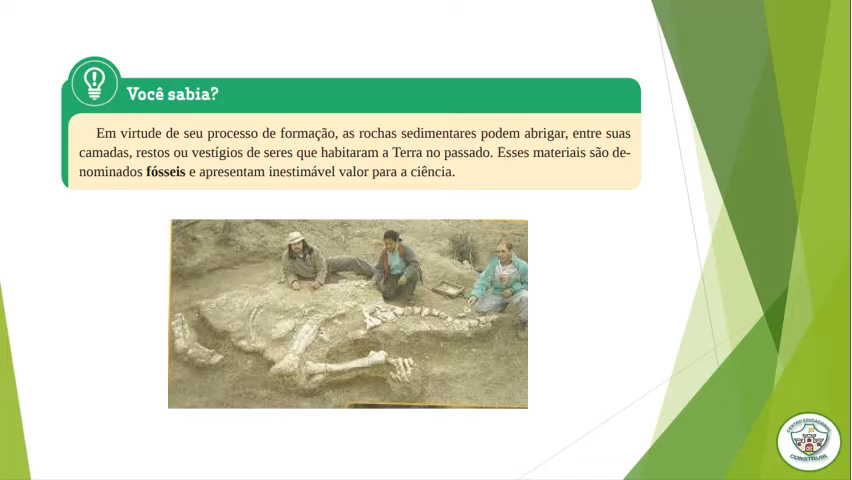 Você sabia?
Em virtude de seu processo de formação, as rochas sedimentares podem abrigar, entre suas
camadas, restos ou vestígios de seres que habitaram a Terra no passado. Esses materiais são de-
nominados fósseis e apresentam inestimável valor para a ciência.
CENTRO EDUCACIONAL
CONSTRUIR